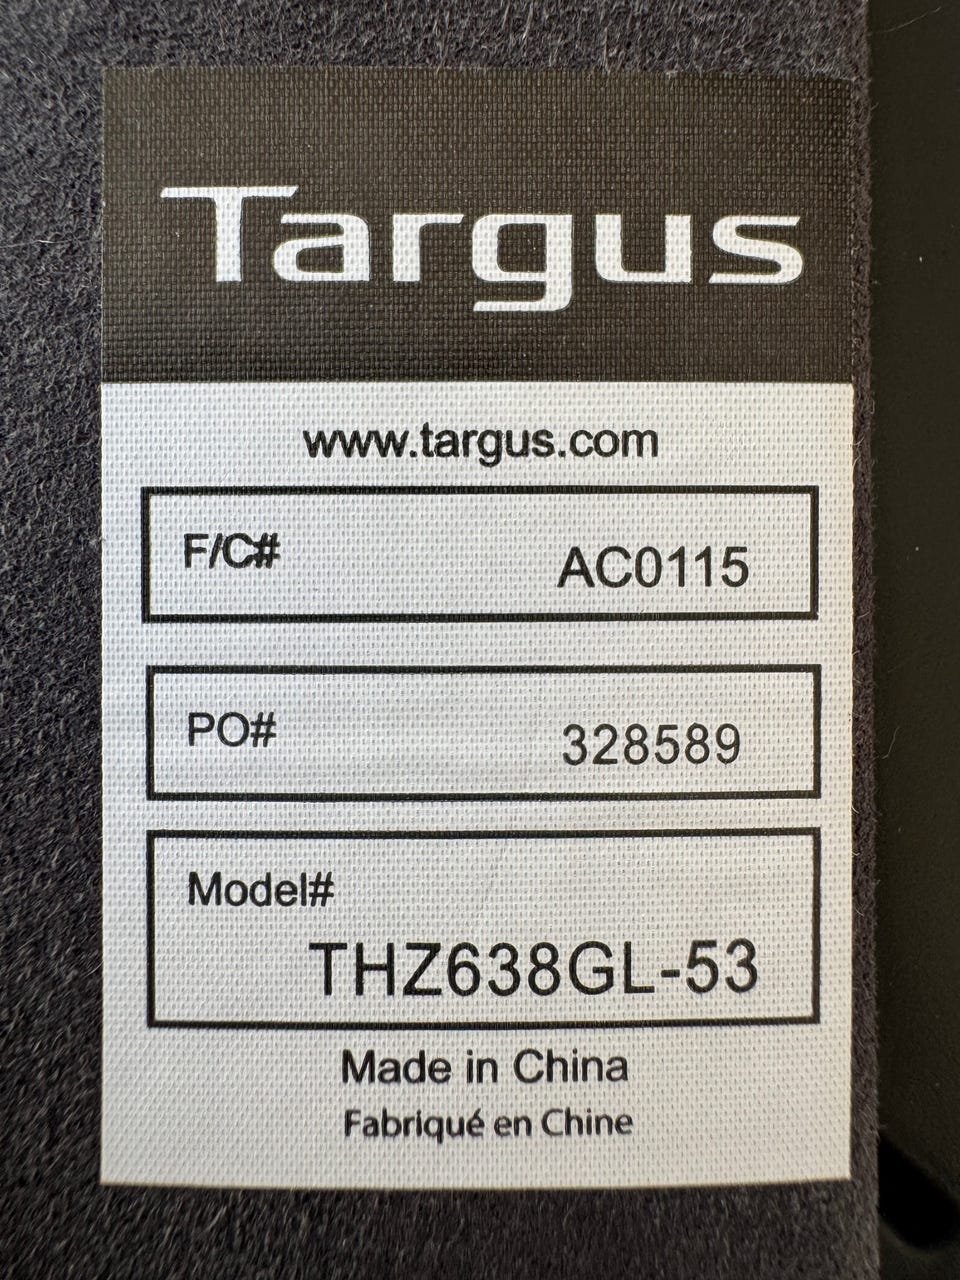 Targus
www.targus.com
F/C# AC0115
PO# 328589
Model#
THZ638GL-53
Made in China
Fabriqué en Chine